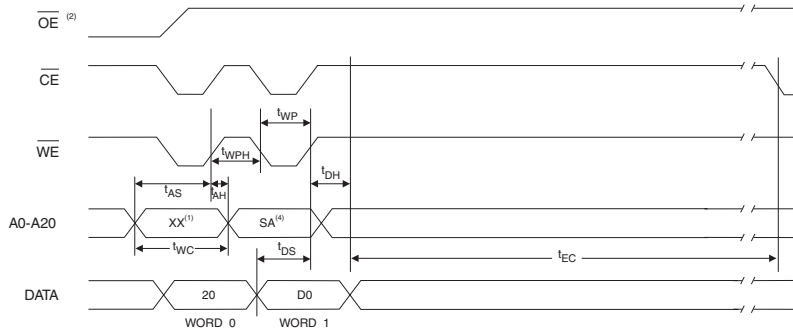 OE (2)
CE
tWP
WE
tWPH
tDH
tAS
tAH
A0-A20
XX(1)
SA(4)
tWC
tDS
tEC
DATA
20
D0
WORD 0
WORD 1